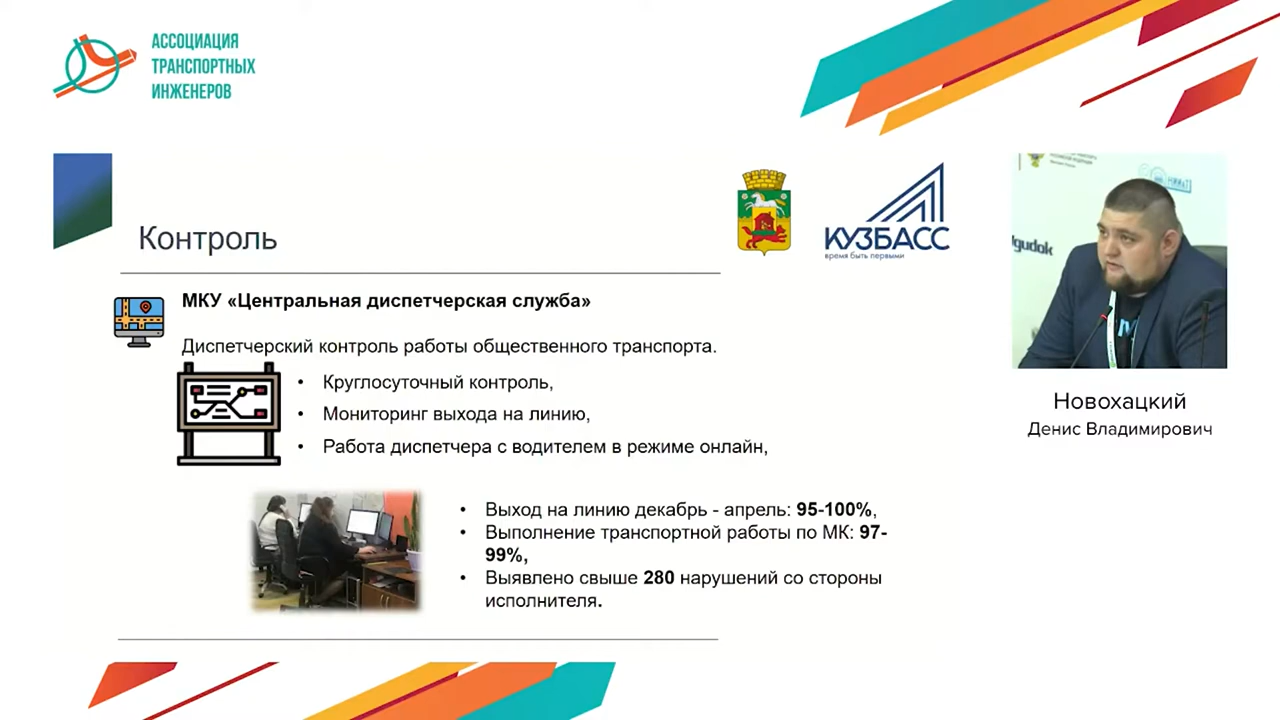 АССОЦИАЦИЯ
ТРАНСПОРТНЫХ
ИНЖЕНЕРОВ
Контроль
КУЗБАСС
время быть первыми
МКУ «Центральная диспетчерская служба»
Диспетчерский контроль работы общественного транспорта.
• Круглосуточный контроль,
• Мониторинг выхода на линию,
• Работа диспетчера с водителем в режиме онлайн,
• Выход на линию декабрь - апрель: 95-100%,
• Выполнение транспортной работы по МК: 97-
99%,
• Выявлено свыше 280 нарушений со стороны
исполнителя.
Новохацкий
Денис Владимирович